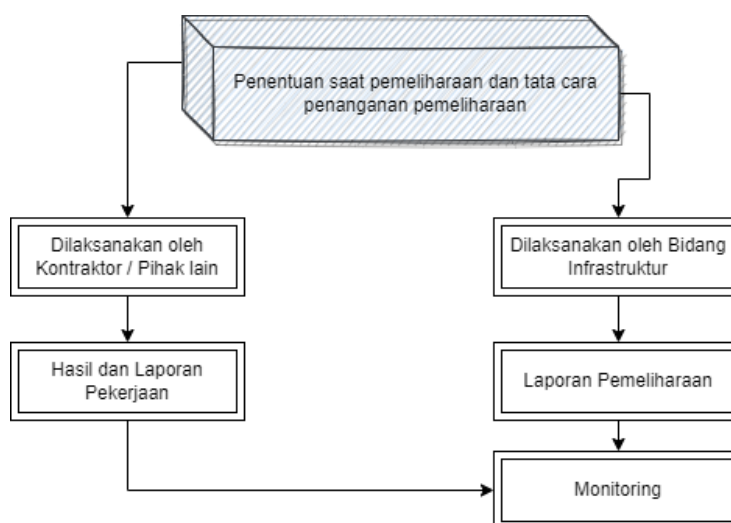 Penentuan saat pemeliharaan dan tata cara
penanganan pemeliharaan
Dilaksanakan oleh
Kontraktor / Pihak lain
Dilaksanakan oleh Bidang
Infrastruktur
Hasil dan Laporan
Pekerjaan
Laporan Pemeliharaan
Monitoring